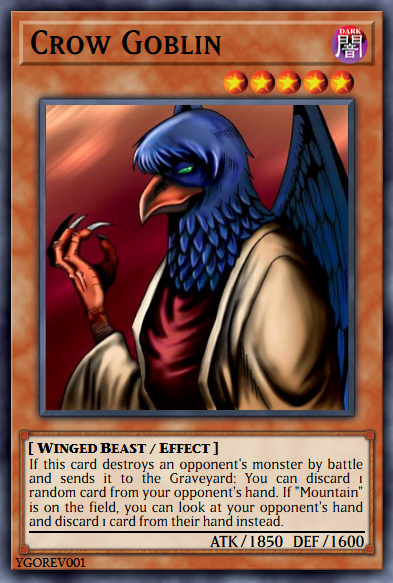 Crow Goblin
DARK
闇
[ Winged Beast / Effect ]
If this card destroys an opponent's monster by battle
and sends it to the Graveyard: You can discard 1
random card from your opponent's hand. If "Mountain"
is on the field, you can look at your opponent's hand
and discard 1 card from their hand instead.
ATK / 1850 DEF / 1600
YGOREV001